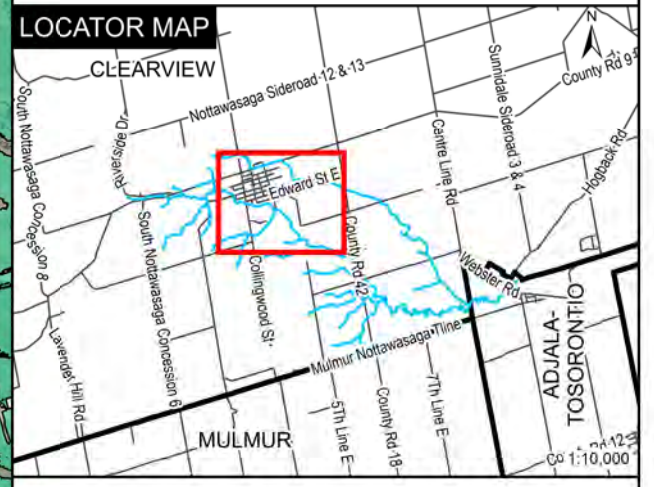 LOCATOR MAP
N
CLEARVIEW
County Rd 9
Nottawasaga Sideroad 12 & 13
Sunnidale Sideroad 3 & 4
South Nottawasaga Concession 8
Riverside Dr
Centre Line Rd
Hogback Rd
Edward St E
South Nottawasaga Concession 6
Collingwood St
County Rd 42
Webster Rd
Lavender Hill Rd
Mulmur Nottawasaga Tline
ADJALA-
TOSORONTIO
5Th Line E
7Th Line E
County Rd 18
MULMUR
1:10,000